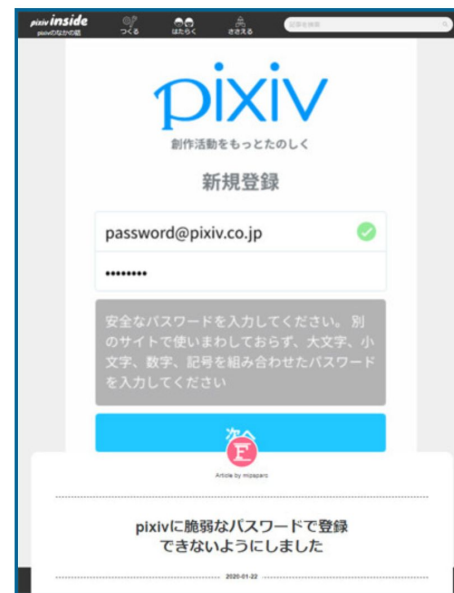 pixiv inside
pixivのなかの話
つくる
はたらく
ささえる
記事を検索
pixiv
創作活動をもっとたのしく
新規登録
password@pixiv.co.jp
••••••••
安全なパスワードを入力してください。 別
のサイトで使いまわしておらず、大文字、小
文字、数字、記号を組み合わせたパスワード
を入力してください
次へ
Article by mipsparc
pixivに脆弱なパスワードで登録
できないようにしました
2020-01-22